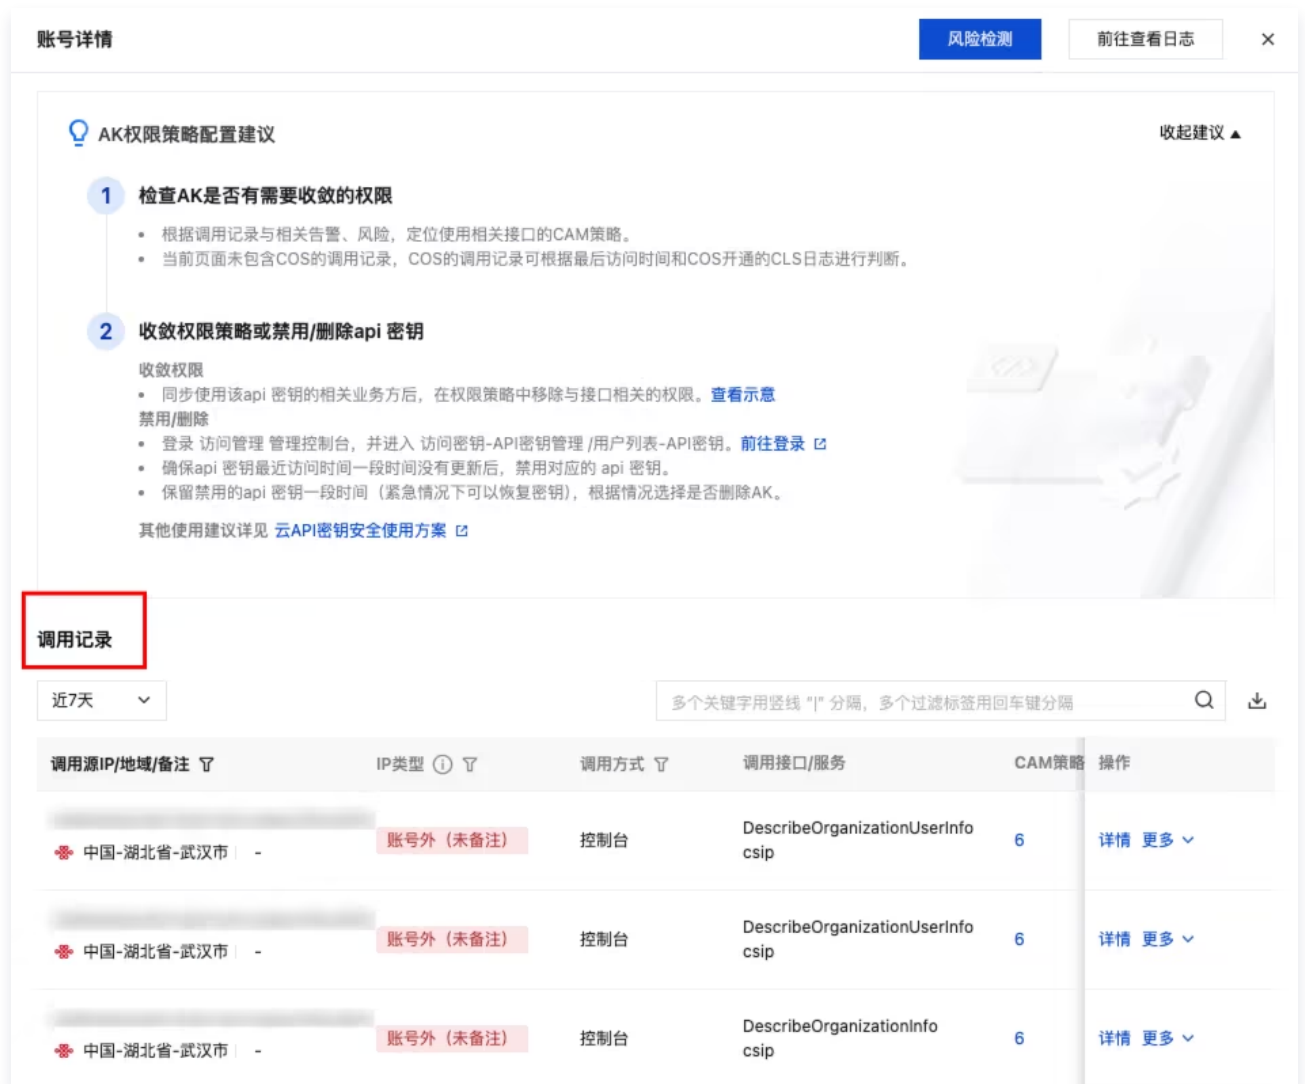 账号详情
风险检测
前往查看日志
AK权限策略配置建议
收起建议
1 检查AK是否有需要收敛的权限
• 根据调用记录与相关告警、风险，定位使用相关接口的CAM策略。
• 当前页面未包含COS的调用记录，COS的调用记录可根据最后访问时间和COS开通的CLS日志进行判断。
2 收敛权限策略或禁用/删除api 密钥
收敛权限
• 同步使用该api 密钥的相关业务方后，在权限策略中移除与接口相关的权限。查看示意
禁用/删除
• 登录 访问管理 管理控制台，并进入 访问密钥-API密钥管理 /用户列表-API密钥。前往登录
• 确保api 密钥最近访问时间一段时间没有更新后，禁用对应的 api 密钥。
• 保留禁用的api 密钥一段时间（紧急情况下可以恢复密钥），根据情况选择是否删除AK。
其他使用建议详见 云API密钥安全使用方案
调用记录
近7天
多个关键字用竖线 "|" 分隔，多个过滤标签用回车键分隔
调用源IP/地域/备注 IP类型 调用方式 调用接口/服务 CAM策略 操作
账号外（未备注） 控制台 DescribeOrganizationUserInfo 6 详情 更多
中国-湖北省-武汉市 - csip
账号外（未备注） 控制台 DescribeOrganizationUserInfo 6 详情 更多
中国-湖北省-武汉市 - csip
账号外（未备注） 控制台 DescribeOrganizationInfo 6 详情 更多
中国-湖北省-武汉市 - csip